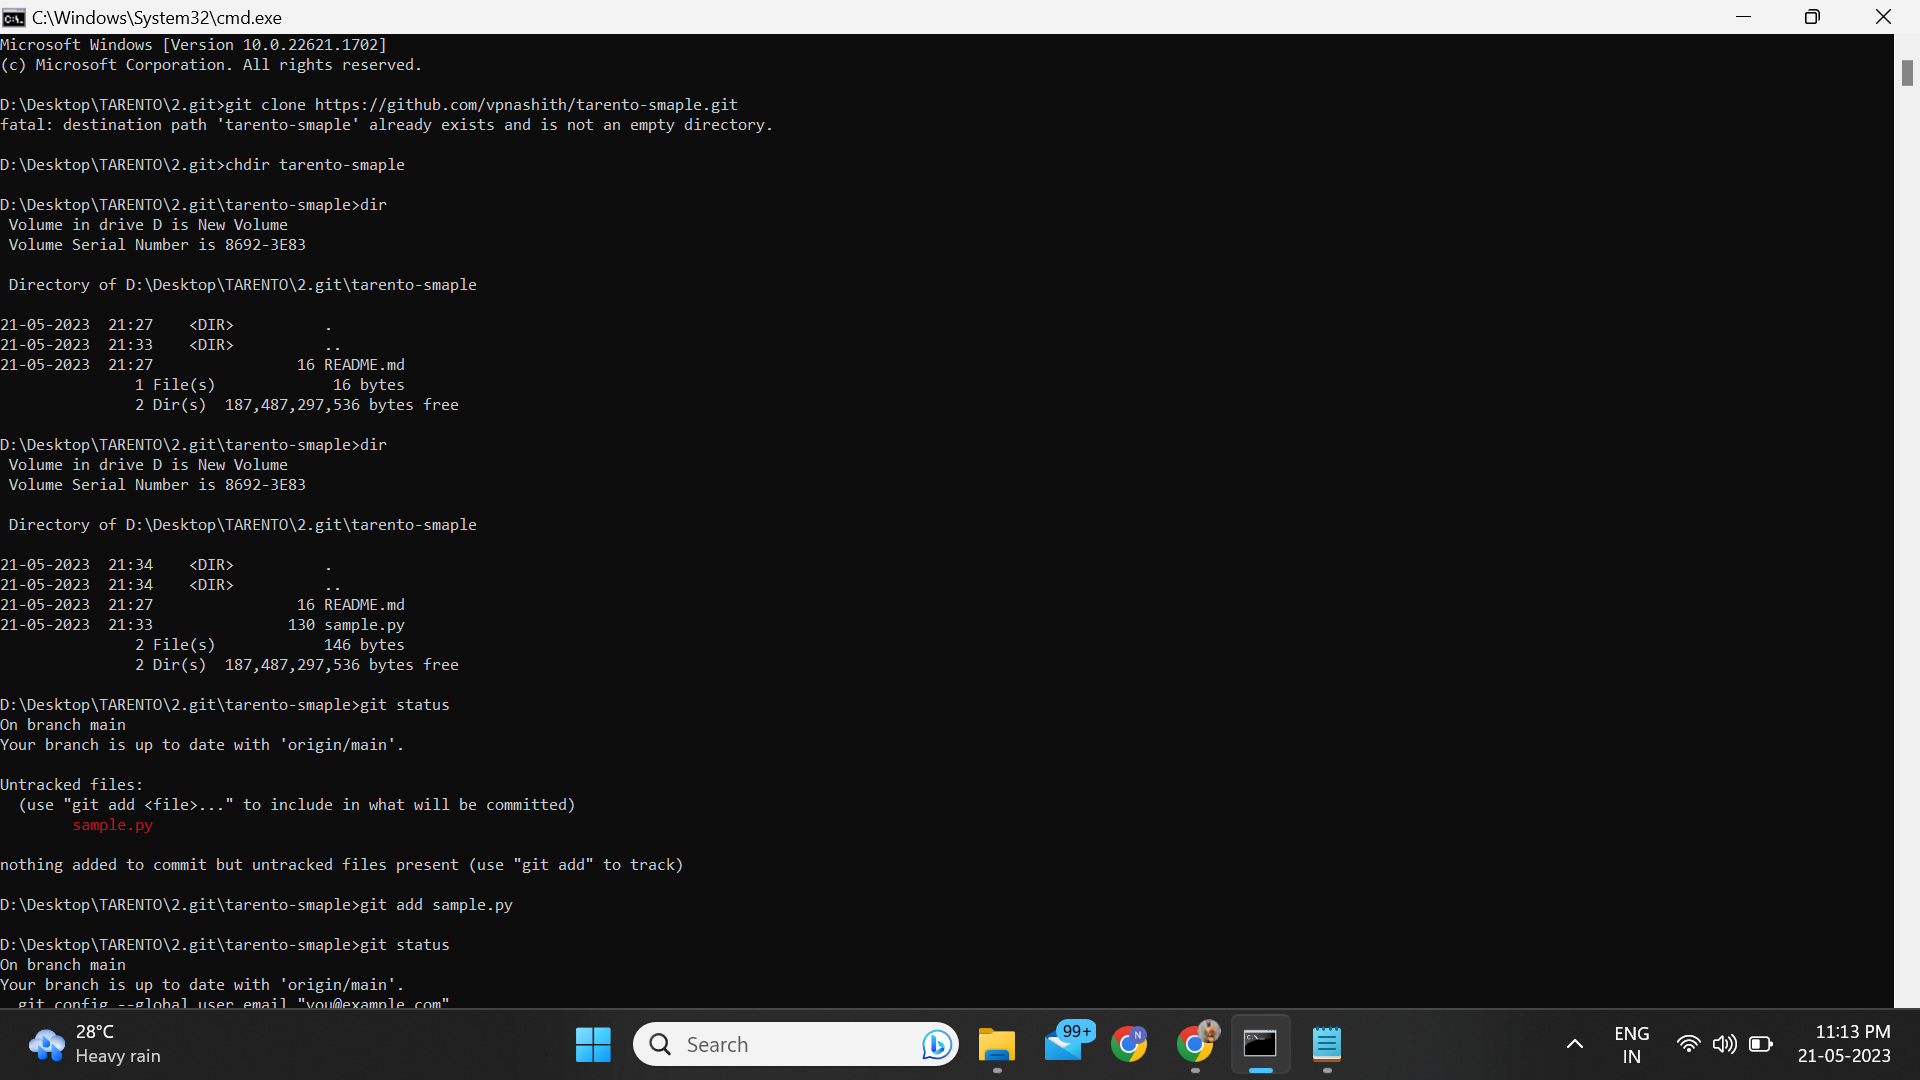 C:\Windows\System32\cmd.exe
Microsoft Windows [Version 10.0.22621.1702]
(c) Microsoft Corporation. All rights reserved.
D:\Desktop\TARENTO\2.git>git clone https://github.com/vpnashith/tarento-smaple.git
fatal: destination path 'tarento-smaple' already exists and is not an empty directory.
D:\Desktop\TARENTO\2.git>chdir tarento-smaple
D:\Desktop\TARENTO\2.git\tarento-smaple>dir
Volume in drive D is New Volume
Volume Serial Number is 8692-3E83
Directory of D:\Desktop\TARENTO\2.git\tarento-smaple
21-05-2023  21:27    <DIR>          .
21-05-2023  21:33    <DIR>          ..
21-05-2023  21:27                16 README.md
1 File(s)             16 bytes
2 Dir(s)  187,487,297,536 bytes free
D:\Desktop\TARENTO\2.git\tarento-smaple>dir
Volume in drive D is New Volume
Volume Serial Number is 8692-3E83
Directory of D:\Desktop\TARENTO\2.git\tarento-smaple
21-05-2023  21:34    <DIR>          .
21-05-2023  21:34    <DIR>          ..
21-05-2023  21:27                16 README.md
21-05-2023  21:33               130 sample.py
2 File(s)            146 bytes
2 Dir(s)  187,487,297,536 bytes free
D:\Desktop\TARENTO\2.git\tarento-smaple>git status
On branch main
Your branch is up to date with 'origin/main'.
Untracked files:
(use "git add <file>..." to include in what will be committed)
sample.py
nothing added to commit but untracked files present (use "git add" to track)
D:\Desktop\TARENTO\2.git\tarento-smaple>git add sample.py
D:\Desktop\TARENTO\2.git\tarento-smaple>git status
On branch main
Your branch is up to date with 'origin/main'.
git config --global user.email "you@example.com"
28°C
Heavy rain
Search
99+
N
ENG
IN
11:13 PM
21-05-2023